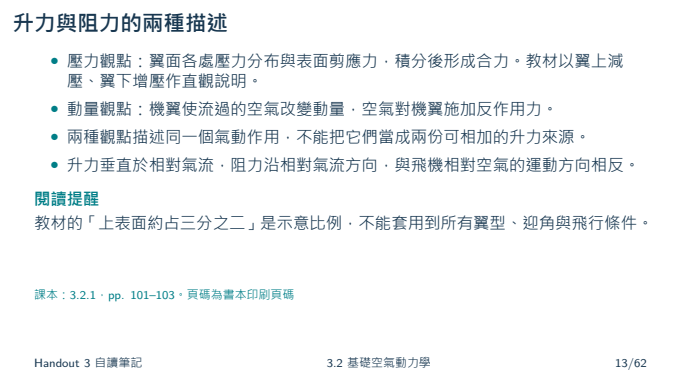 升力與阻力的兩種描述
• 壓力觀點：翼面各處壓力分布與表面剪應力，積分後形成合力。教材以翼上減
壓、翼下增壓作直觀說明。
• 動量觀點：機翼使流過的空氣改變動量，空氣對機翼施加反作用力。
• 兩種觀點描述同一個氣動作用，不能把它們當成兩份可相加的升力來源。
• 升力垂直於相對氣流，阻力沿相對氣流方向，與飛機相對空氣的運動方向相反。
閱讀提醒
教材的「上表面約占三分之二」是示意比例，不能套用到所有翼型、迎角與飛行條件。
課本：3.2.1，pp. 101–103。頁碼為書本印刷頁碼
Handout 3 自讀筆記 3.2 基礎空氣動力學 13/62